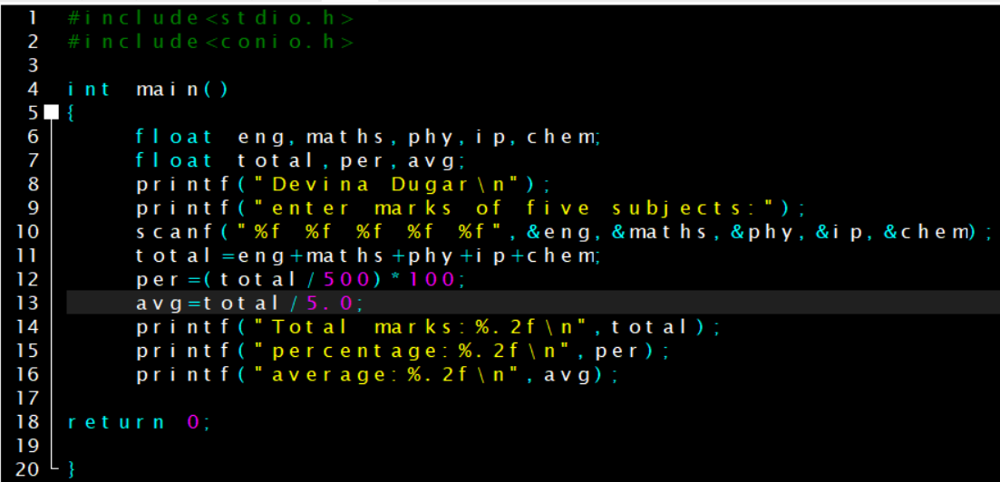 1 #include<stdio.h>
2 #include<conio.h>
3
4 int main()
5 {
6 float eng,maths,phy,ip,chem;
7 float total,per,avg;
8 printf("Devina Dugar\n");
9 printf("enter marks of five subjects:");
10 scanf("%f %f %f %f %f",&eng,&maths,&phy,&ip,&chem);
11 total=eng+maths+phy+ip+chem;
12 per=(total/500)*100;
13 avg=total/5.0;
14 printf("Total marks:%.2f\n",total);
15 printf("percentage:%.2f\n",per);
16 printf("average:%.2f\n",avg);
17
18 return 0;
19
20 }